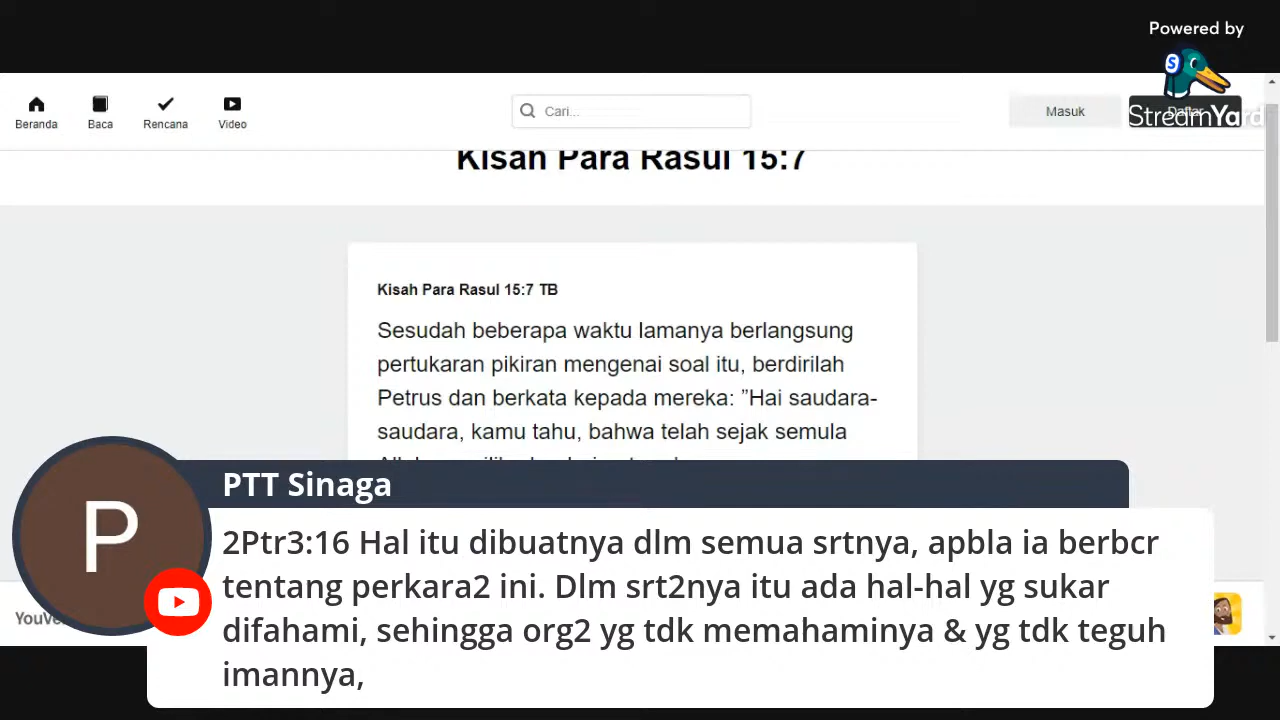 Powered by
StreamYard
Beranda
Baca
Rencana
Video
Cari...
Masuk
Daftar
Kisah Para Rasul 15:7
Kisah Para Rasul 15:7 TB
Sesudah beberapa waktu lamanya berlangsung
pertukaran pikiran mengenai soal itu, berdirilah
Petrus dan berkata kepada mereka: ”Hai saudara-
saudara, kamu tahu, bahwa telah sejak semula
PTT Sinaga
P
2Ptr3:16 Hal itu dibuatnya dlm semua srtnya, apbla ia berbcr
tentang perkara2 ini. Dlm srt2nya itu ada hal-hal yg sukar
difahami, sehingga org2 yg tdk memahaminya & yg tdk teguh
imannya,